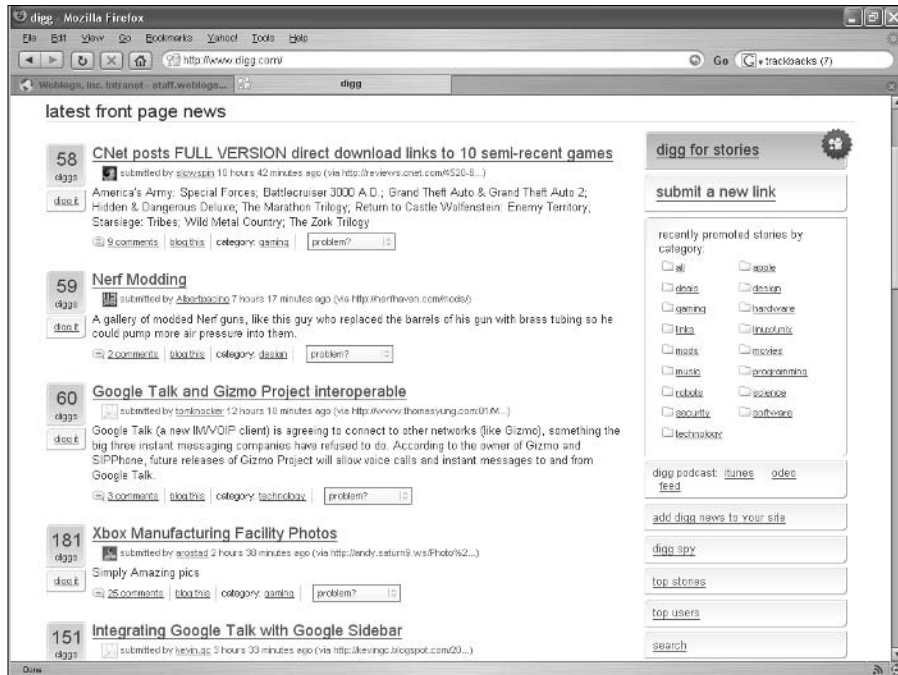 digg - Mozilla Firefox
File Edit View Go Bookmarks Yahoo! Tools Help
http://www.digg.com/
Go
trackbacks (7)
Weblogs, Inc. Intranet - staff.weblogs...
digg
latest front page news
58
diggs
digg it
CNet posts FULL VERSION direct download links to 10 semi-recent games
submitted by slowspin 10 hours 42 minutes ago (via http://reviews.cnet.com/4520-6...)
America's Army: Special Forces; Battlecruiser 3000 A.D.; Grand Theft Auto & Grand Theft Auto 2;
Hidden & Dangerous Deluxe; The Marathon Trilogy; Return to Castle Wolfenstein: Enemy Territory;
Starsiege: Tribes; Wild Metal Country; The Zork Trilogy
9 comments blog this category: gaming problem?
59
diggs
digg it
Nerf Modding
submitted by Albertpacino 7 hours 17 minutes ago (via http://nerfhaven.com/mods/)
A gallery of modded Nerf guns, like this guy who replaced the barrels of his gun with brass tubing so he
could pump more air pressure into them.
2 comments blog this category: design problem?
60
diggs
digg it
Google Talk and Gizmo Project interoperable
submitted by tomknocker 12 hours 10 minutes ago (via http://www.thomasyung.com:81/M...)
Google Talk (a new IM/VOIP client) is agreeing to connect to other networks (like Gizmo), something the
big three instant messaging companies have refused to do. According to the owner of Gizmo and
SIPPhone, future releases of Gizmo Project will allow voice calls and instant messages to and from
Google Talk.
3 comments blog this category: technology problem?
181
diggs
digg it
Xbox Manufacturing Facility Photos
submitted by arostad 2 hours 38 minutes ago (via http://andy.saturn9.ws/Photo%2...)
Simply Amazing pics
25 comments blog this category: gaming problem?
151
diggs
Integrating Google Talk with Google Sidebar
submitted by kevin.gc 3 hours 33 minutes ago (via http://kevingc.blogspot.com/20...)
digg for stories
submit a new link
recently promoted stories by
category:
all apple
deals design
gaming hardware
links linux/unix
mods movies
music programming
robots science
security software
technology
digg podcast: itunes odeo
feed
add digg news to your site
digg spy
top stories
top users
search
Done